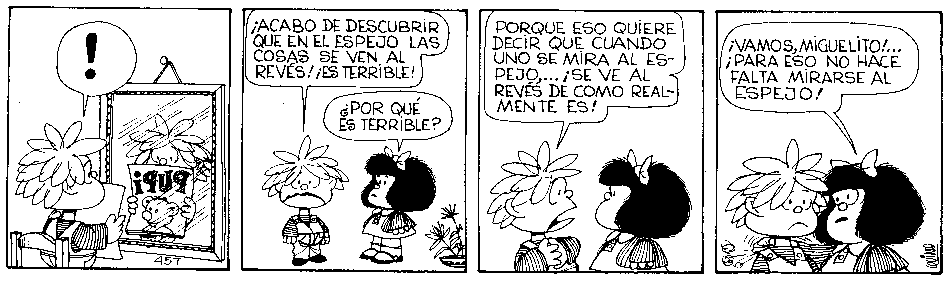 !
PUPi
457
¡ACABO DE DESCUBRIR
QUE EN EL ESPEJO LAS
COSAS SE VEN AL
REVÉS! ¡ES TERRIBLE!
¿POR QUÉ
ES TERRIBLE?
PORQUE ESO QUIERE
DECIR QUE CUANDO
UNO SE MIRA AL ES-
PEJO,... ¡SE VE AL
REVÉS DE COMO REAL-
MENTE ES!
¡VAMOS, MIGUELITO!...
¡PARA ESO NO HACE
FALTA MIRARSE AL
ESPEJO!
QUINO